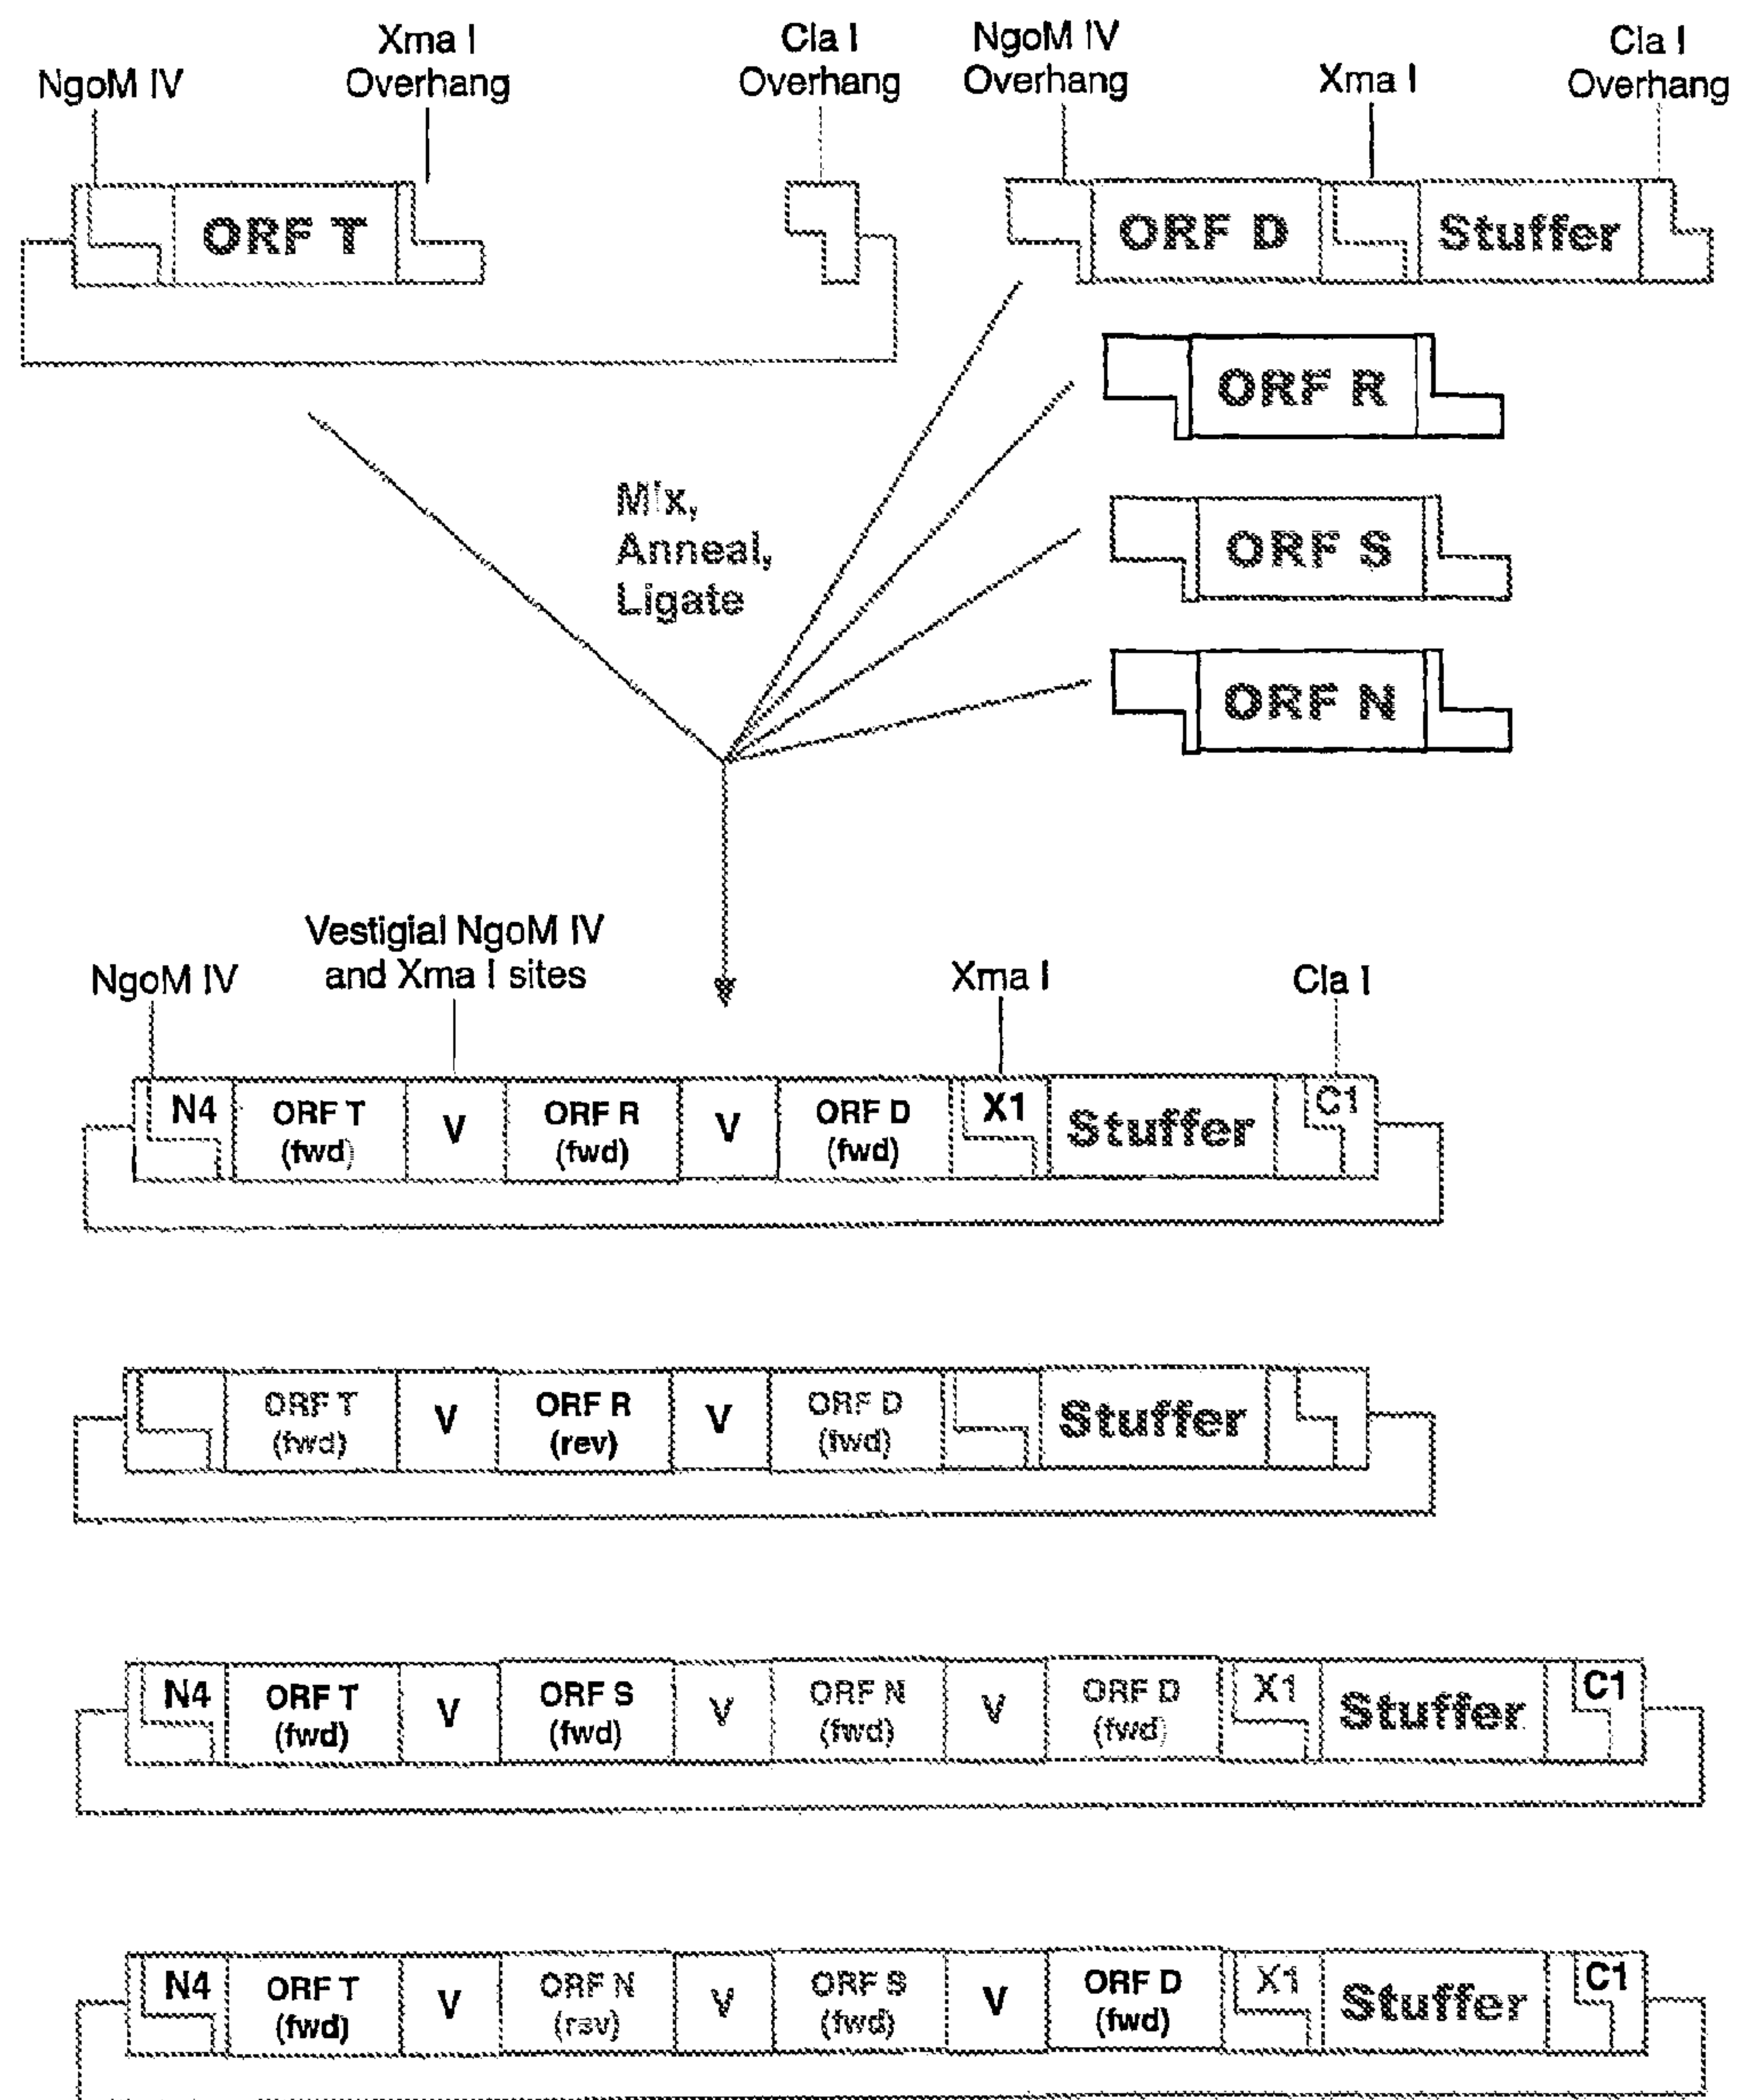 NgoM IV
Xma I
Overhang
Cla I
Overhang
NgoM IV
Overhang
Xma I
Cla I
Overhang
ORF T
ORF D
Stuffer
ORF R
ORF S
ORF N
Mix,
Anneal,
Ligate
NgoM IV
Vestigial NgoM IV
and Xma I sites
Xma I
Cla I
N4
ORF T
(fwd)
V
ORF R
(fwd)
V
ORF D
(fwd)
X1
Stuffer
C1
ORF T
(fwd)
V
ORF R
(rev)
V
ORF D
(fwd)
Stuffer
N4
ORF T
(fwd)
V
ORF S
(fwd)
V
ORF N
(fwd)
V
ORF D
(fwd)
X1
Stuffer
C1
N4
ORF T
(fwd)
V
ORF N
(rev)
V
ORF S
(fwd)
V
ORF D
(fwd)
X1
Stuffer
C1